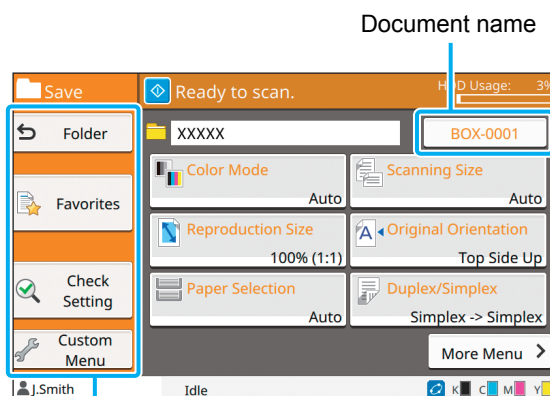 Document name
Save
Ready to scan.
HDD Usage: 3%
Folder
XXXXX
BOX-0001
Favorites
Color Mode
Auto
Scanning Size
Auto
Reproduction Size
100% (1:1)
Original Orientation
Top Side Up
Check
Setting
Paper Selection
Auto
Duplex/Simplex
Simplex -> Simplex
Custom
Menu
More Menu >
J.Smith
Idle
K C M Y